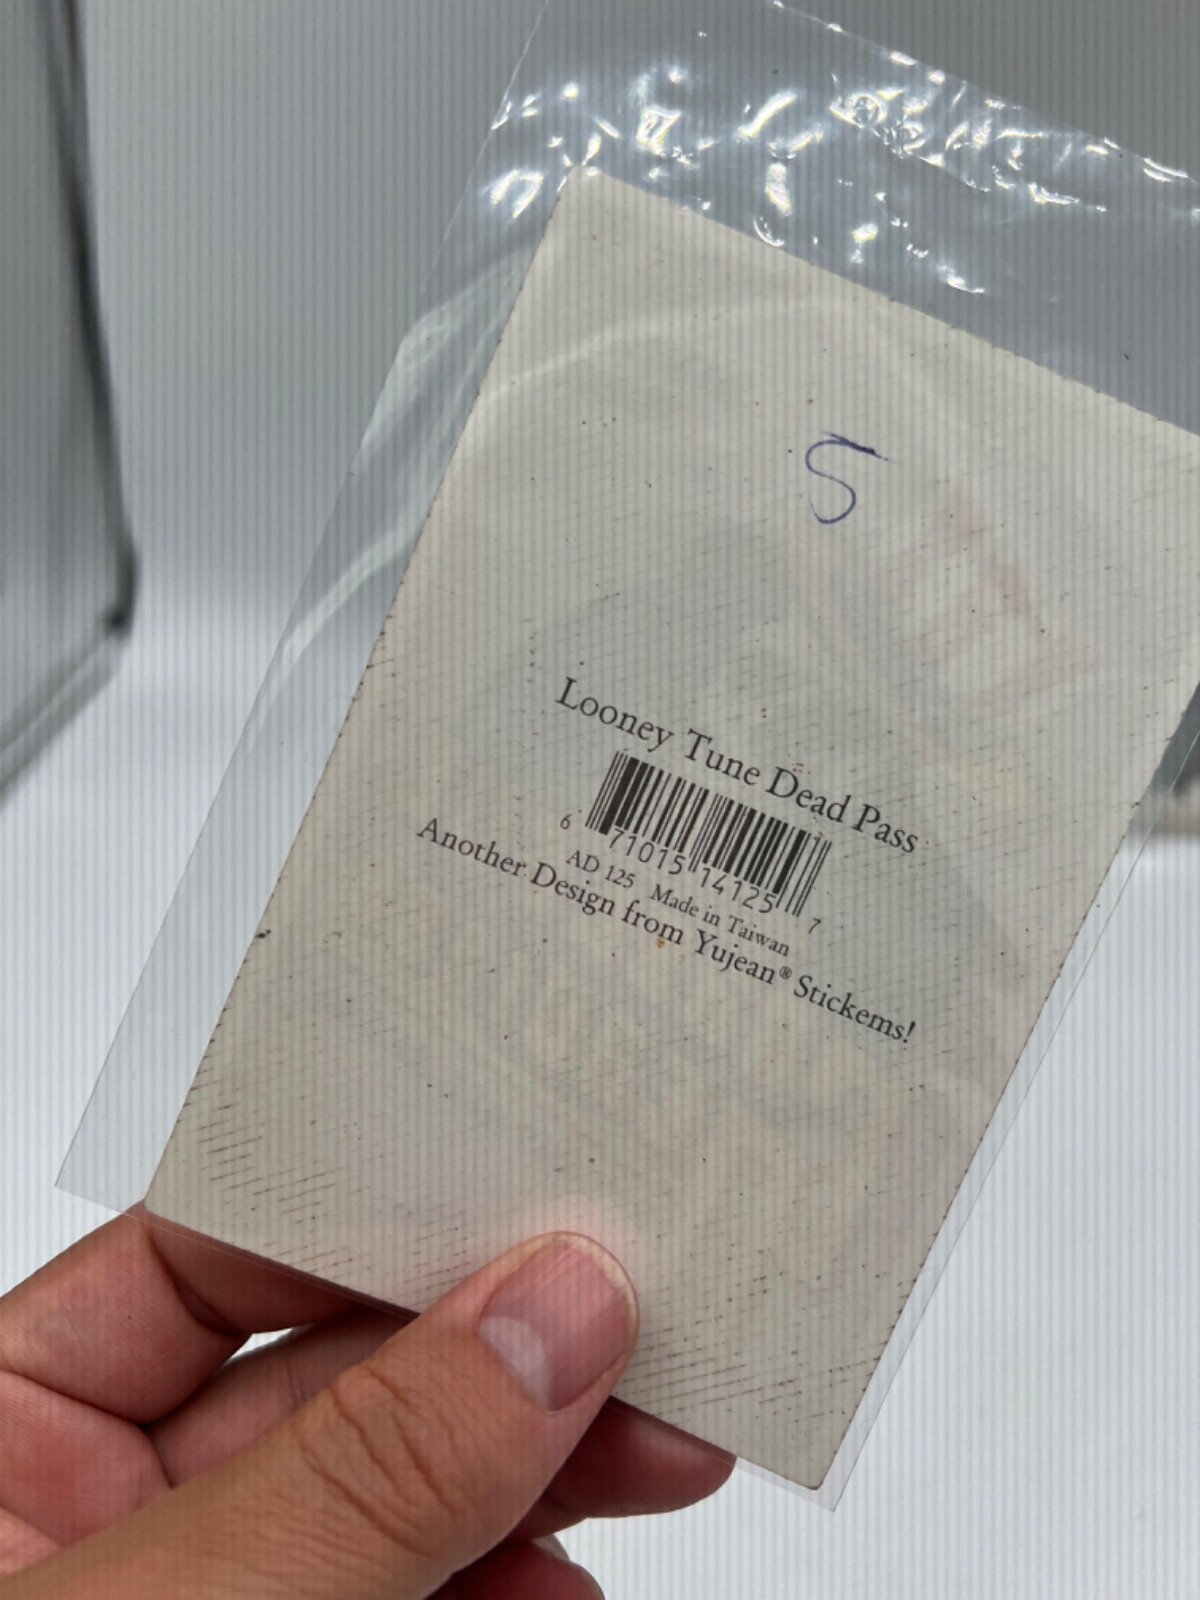 5
Looney Tune Dead Pass
6 71015 14125 7
AD 125 Made in Taiwan
Another Design from Yujean® Stickems!